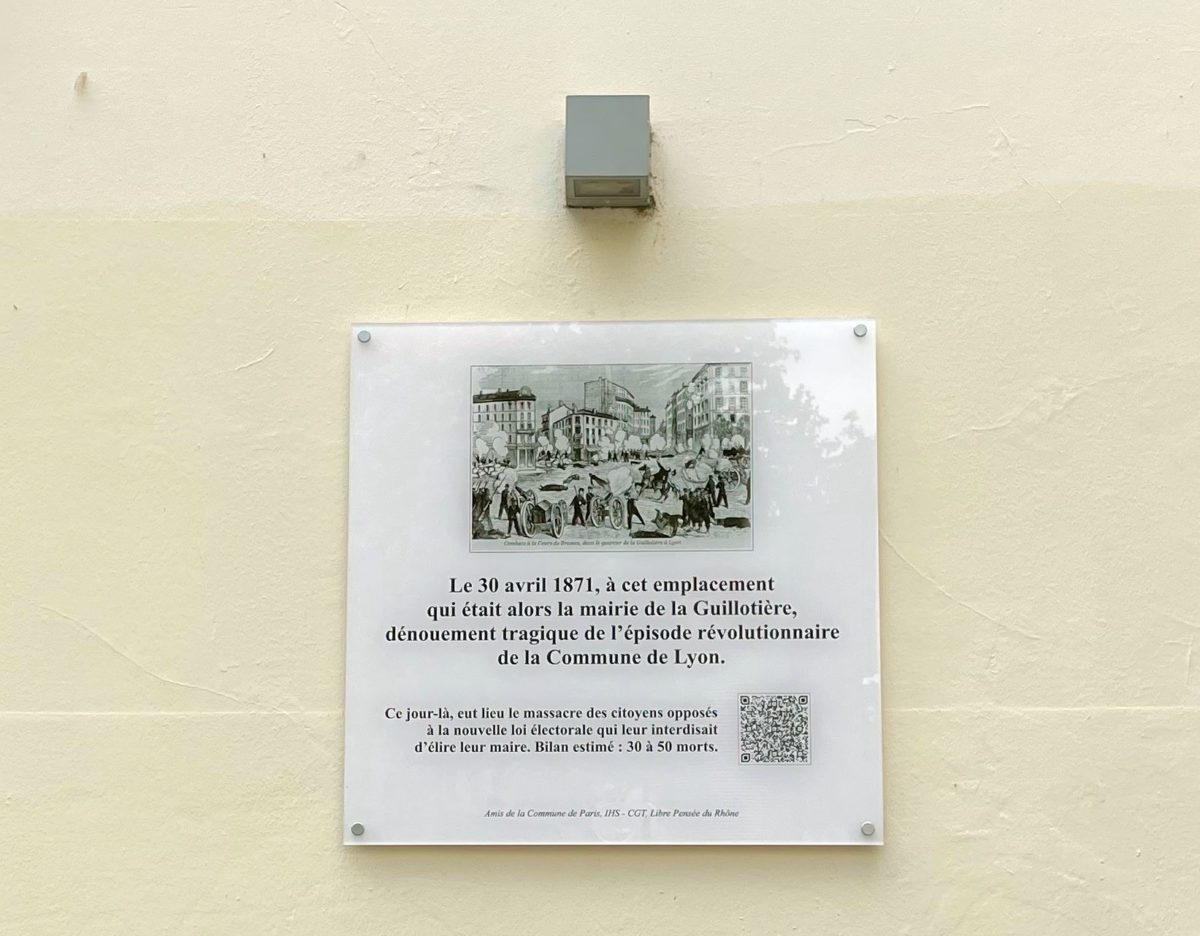 Combats à la Cours de Brosses, dans le quartier de la Guillotière à Lyon
Le 30 avril 1871, à cet emplacement
qui était alors la mairie de la Guillotière,
dénouement tragique de l’épisode révolutionnaire
de la Commune de Lyon.
Ce jour-là, eut lieu le massacre des citoyens opposés
à la nouvelle loi électorale qui leur interdisait
d’élire leur maire. Bilan estimé : 30 à 50 morts.
Amis de la Commune de Paris, IHS - CGT, Libre Pensée du Rhône